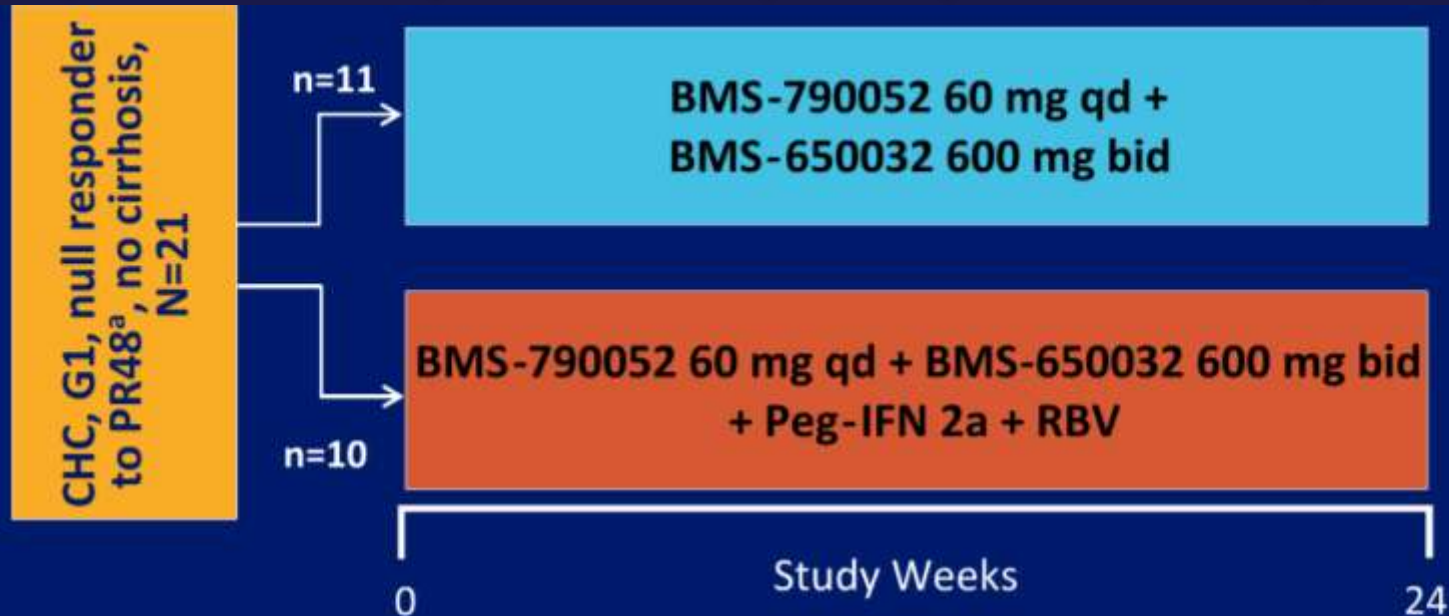 CHC, G1, null responder
to PR48ª, no cirrhosis,
N=21
n=11
BMS-790052 60 mg qd +
BMS-650032 600 mg bid
n=10
BMS-790052 60 mg qd + BMS-650032 600 mg bid
+ Peg-IFN 2a + RBV
0
Study Weeks
24